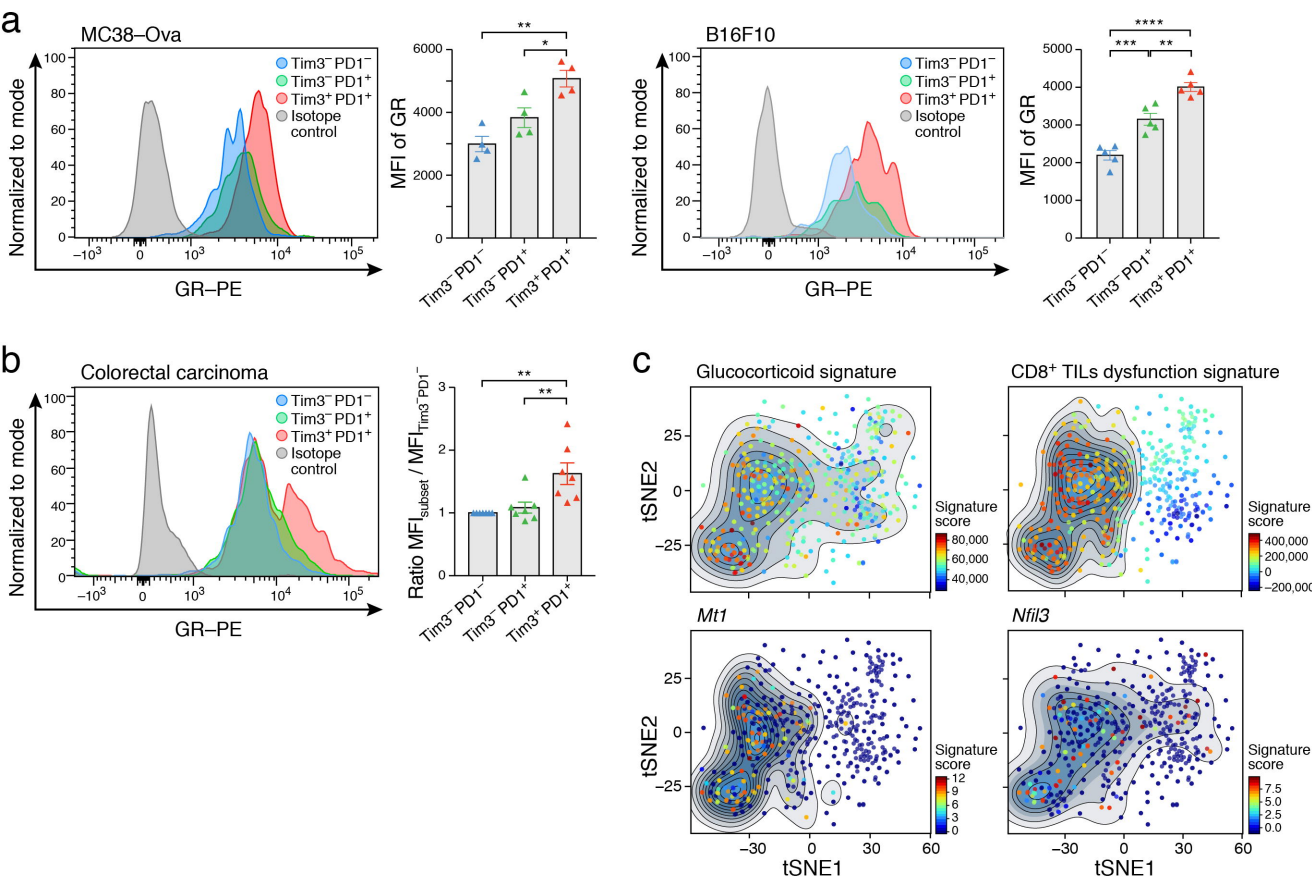 a
MC38–Ova
Normalized to mode
100
80
60
40
20
0
Tim3⁻ PD1⁻
Tim3⁻ PD1⁺
Tim3⁺ PD1⁺
Isotope
control
–10³
0
10³
10⁴
10⁵
GR–PE
MFI of GR
6000
4000
2000
0
**
*
Tim3⁻ PD1⁻
Tim3⁻ PD1⁺
Tim3⁺ PD1⁺
B16F10
Normalized to mode
100
80
60
40
20
0
Tim3⁻ PD1⁻
Tim3⁻ PD1⁺
Tim3⁺ PD1⁺
Isotope
control
–10³
0
10³
10⁴
10⁵
GR–PE
MFI of GR
5000
4000
3000
2000
1000
0
****
***
**
Tim3⁻ PD1⁻
Tim3⁻ PD1⁺
Tim3⁺ PD1⁺
b
Colorectal carcinoma
Normalized to mode
100
80
60
40
20
0
Tim3⁻ PD1⁻
Tim3⁻ PD1⁺
Tim3⁺ PD1⁺
Isotope
control
–10³
0
10³
10⁴
10⁵
GR–PE
Ratio MFI subset / MFI Tim3⁻PD1⁻
3
2
1
0
**
**
Tim3⁻ PD1⁻
Tim3⁻ PD1⁺
Tim3⁺ PD1⁺
c
Glucocorticoid signature
tSNE2
25
0
–25
Signature
score
80,000
60,000
40,000
CD8⁺ TILs dysfunction signature
Signature
score
400,000
200,000
0
–200,000
Mt1
tSNE2
25
0
–25
–30
0
30
60
tSNE1
Signature
score
12
9
6
3
0
Nfil3
–30
0
30
60
tSNE1
Signature
score
7.5
5.0
2.5
0.0